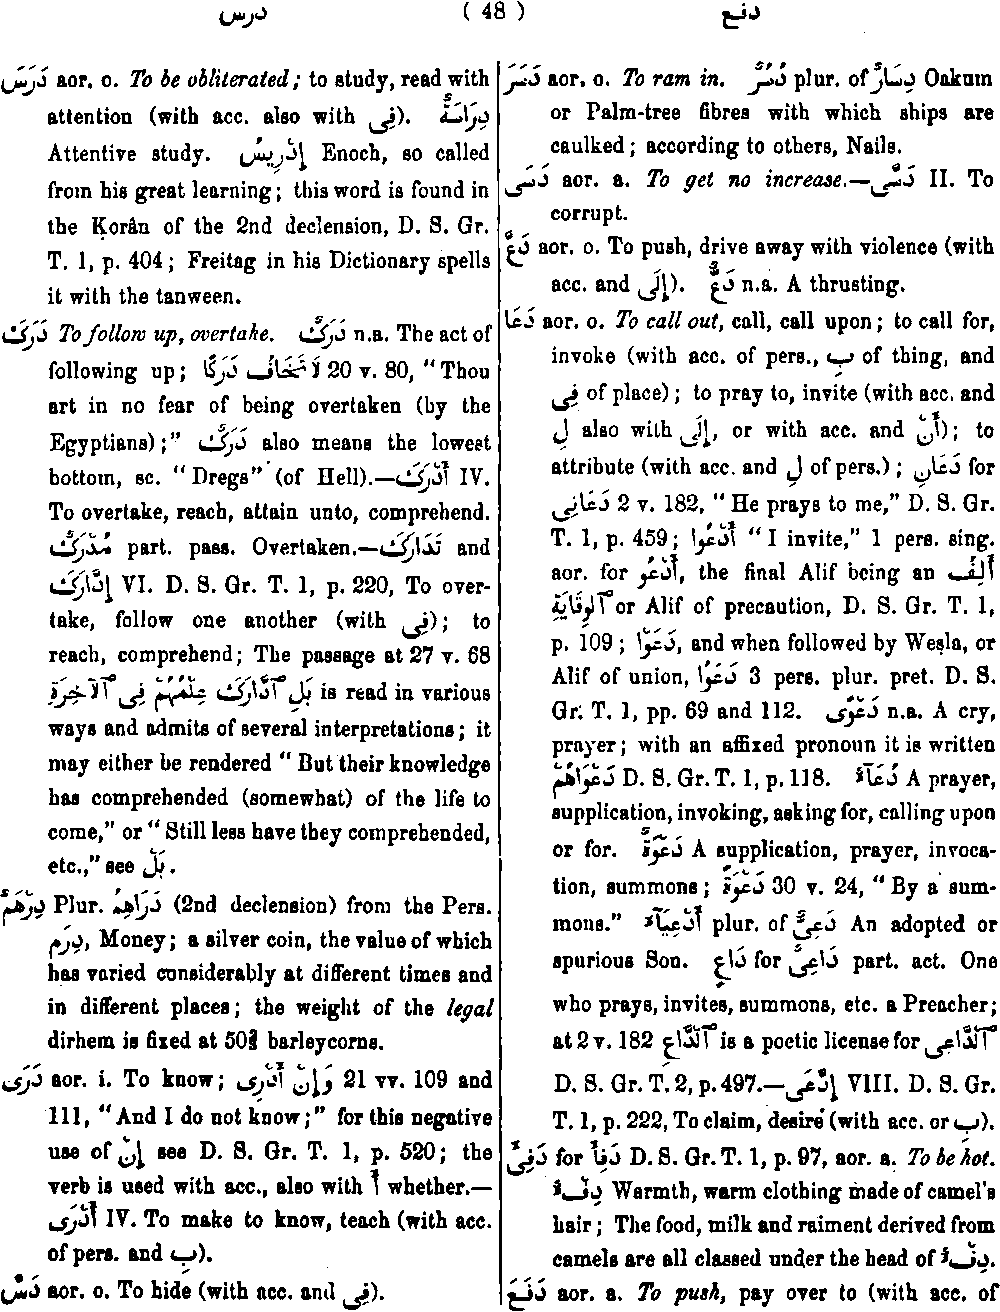 درس ( 48 ) دفع
دَرَسَ aor. o. To be obliterated; to study, read with
attention (with acc. also with فِى). دِرَاسَةٌ
Attentive study. إِدْرِيسُ Enoch, so called
from his great learning; this word is found in
the Ḳorân of the 2nd declension, D. S. Gr.
T. 1, p. 404; Freitag in his Dictionary spells
it with the tanween.
دَرَكَ To follow up, overtake. دَرَكٌ n.a. The act of
following up; لَا تَخَافُ دَرَكًا 20 v. 80, "Thou
art in no fear of being overtaken (by the
Egyptians);" دَرَكٌ also means the lowest
bottom, sc. "Dregs" (of Hell).—أَدْرَكَ IV.
To overtake, reach, attain unto, comprehend.
مُدْرَكٌ part. pass. Overtaken.—تَدَارَكَ and
إِدَّارَكَ VI. D. S. Gr. T. 1, p. 220, To over-
take, follow one another (with فِى); to
reach, comprehend; The passage at 27 v. 68
بَلِ ٱدَّارَكَ عِلْمُهُمْ فِى ٱلْآخِرَةِ is read in various
ways and admits of several interpretations; it
may either be rendered "But their knowledge
has comprehended (somewhat) of the life to
come," or "Still less have they comprehended,
etc.," see بَلْ.
دِرْهَمٌ Plur. دَرَاهِمُ (2nd declension) from the Pers.
دِرَم, Money; a silver coin, the value of which
has varied considerably at different times and
in different places; the weight of the legal
dirhem is fixed at 50⅔ barleycorns.
دَرَى aor. i. To know; وَإِنْ أَدْرِى 21 vv. 109 and
111, "And I do not know;" for this negative
use of إِنْ see D. S. Gr. T. 1, p. 520; the
verb is used with acc., also with أَ whether.—
أَدْرَى IV. To make to know, teach (with acc.
of pers. and بِ).
دَسَّ aor. o. To hide (with acc. and فِى).
دَسَرَ aor. o. To ram in. دُسُرٌ plur. of دِسَارٌ Oakum
or Palm-tree fibres with which ships are
caulked; according to others, Nails.
دَسَى aor. a. To get no increase.—دَسَّى II. To
corrupt.
دَعَّ aor. o. To push, drive away with violence (with
acc. and إِلَى). دَعٌّ n.a. A thrusting.
دَعَا aor. o. To call out, call, call upon; to call for,
invoke (with acc. of pers., بِ of thing, and
فِى of place); to pray to, invite (with acc. and
لِ also with إِلَى, or with acc. and أَنْ); to
attribute (with acc. and لِ of pers.); دَعَانِ for
دَعَانِى 2 v. 182, "He prays to me," D. S. Gr.
T. 1, p. 459; أَدْعُوا "I invite," 1 pers. sing.
aor. for أَدْعُو, the final Alif being an أَلِفُ
ٱلْوِقَايَةِ or Alif of precaution, D. S. Gr. T. 1,
p. 109; دَعَوْا, and when followed by Weṣla, or
Alif of union, دَعَوُا 3 pers. plur. pret. D. S.
Gr. T. 1, pp. 69 and 112. دَعْوَى n.a. A cry,
prayer; with an affixed pronoun it is written
دَعْوَاهُمْ D. S. Gr. T. 1, p. 118. دُعَآءٌ A prayer,
supplication, invoking, asking for, calling upon
or for. دَعْوَةٌ A supplication, prayer, invoca-
tion, summons; دَعْوَةً 30 v. 24, "By a sum-
mons." أَدْعِيَآءُ plur. of دَعِىٌّ An adopted or
spurious Son. دَاعٍ for دَاعِىٌ part. act. One
who prays, invites, summons, etc. a Preacher;
at 2 v. 182 ٱلدَّاعِ is a poetic license for ٱلدَّاعِى
D. S. Gr. T. 2, p. 497.—إِدَّعَى VIII. D. S. Gr.
T. 1, p. 222, To claim, desire (with acc. or بِ).
دَفِئَ for دَفِأَ D. S. Gr. T. 1, p. 97, aor. a. To be hot.
دِفْءٌ Warmth, warm clothing made of camel's
hair; The food, milk and raiment derived from
camels are all classed under the head of دِفْءٌ.
دَفَعَ aor. a. To push, pay over to (with acc. of